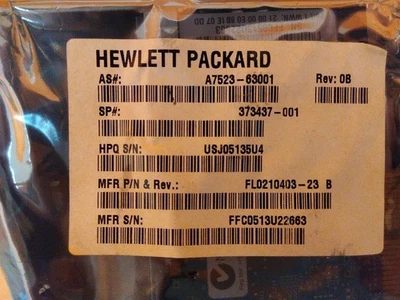 HEWLETT PACKARD
AS#: A7523-63001 Rev: 0B
SP#: 373437-001
HPQ S/N: USJ05135U4
MFR P/N & Rev.: FL0210403-23 B
MFR S/N: FFC0513U22663